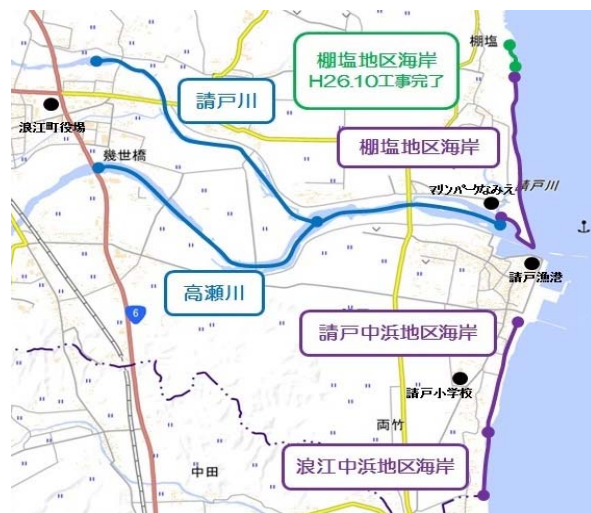 棚塩
棚塩地区海岸
H26.10工事完了
請戸川
浪江町役場
棚塩地区海岸
幾世橋
マリンパークなみえ
請戸川
請戸漁港
高瀬川
6
請戸中浜地区海岸
請戸小学校
両竹
浪江中浜地区海岸
中田